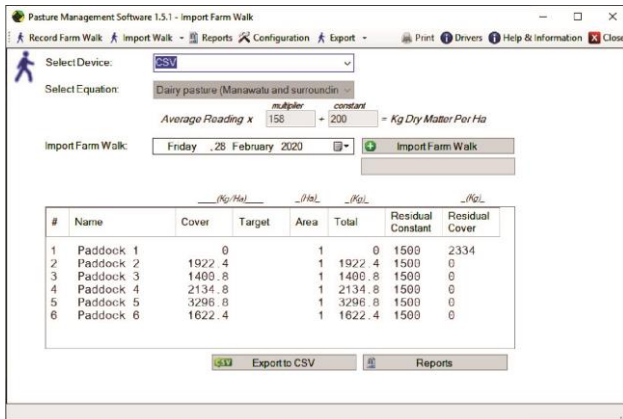 Pasture Management Software 1.5.1 - Import Farm Walk
Record Farm Walk Import Walk Reports Configuration Export Print Drivers Help & Information Close
Select Device: CSV
Select Equation: Dairy pasture (Manawatu and surroundin
multiplier constant
Average Reading x 158 + 200 = Kg Dry Matter Per Ha
Import Farm Walk: Friday , 28 February 2020 Import Farm Walk
___(Kg/Ha)___ _(Ha)_ _(Kg)_ _(Kg)_
# Name Cover Target Area Total Residual Constant Residual Cover
1 Paddock 1 0 1 0 1500 2334
2 Paddock 2 1922.4 1 1922.4 1500 0
3 Paddock 3 1400.8 1 1400.8 1500 0
4 Paddock 4 2134.8 1 2134.8 1500 0
5 Paddock 5 3296.8 1 3296.8 1500 0
6 Paddock 6 1622.4 1 1622.4 1500 0
CSV Export to CSV Reports